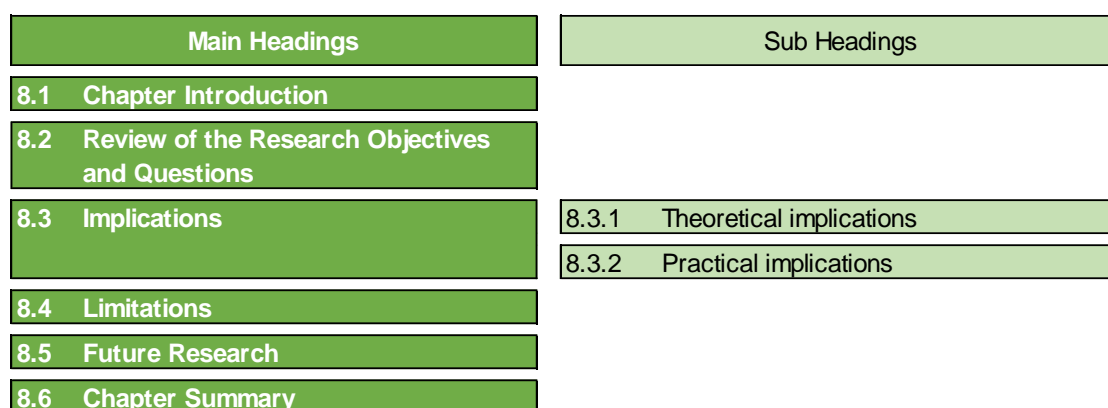 Main Headings
Sub Headings
8.1 Chapter Introduction
8.2 Review of the Research Objectives
and Questions
8.3 Implications
8.3.1 Theoretical implications
8.3.2 Practical implications
8.4 Limitations
8.5 Future Research
8.6 Chapter Summary